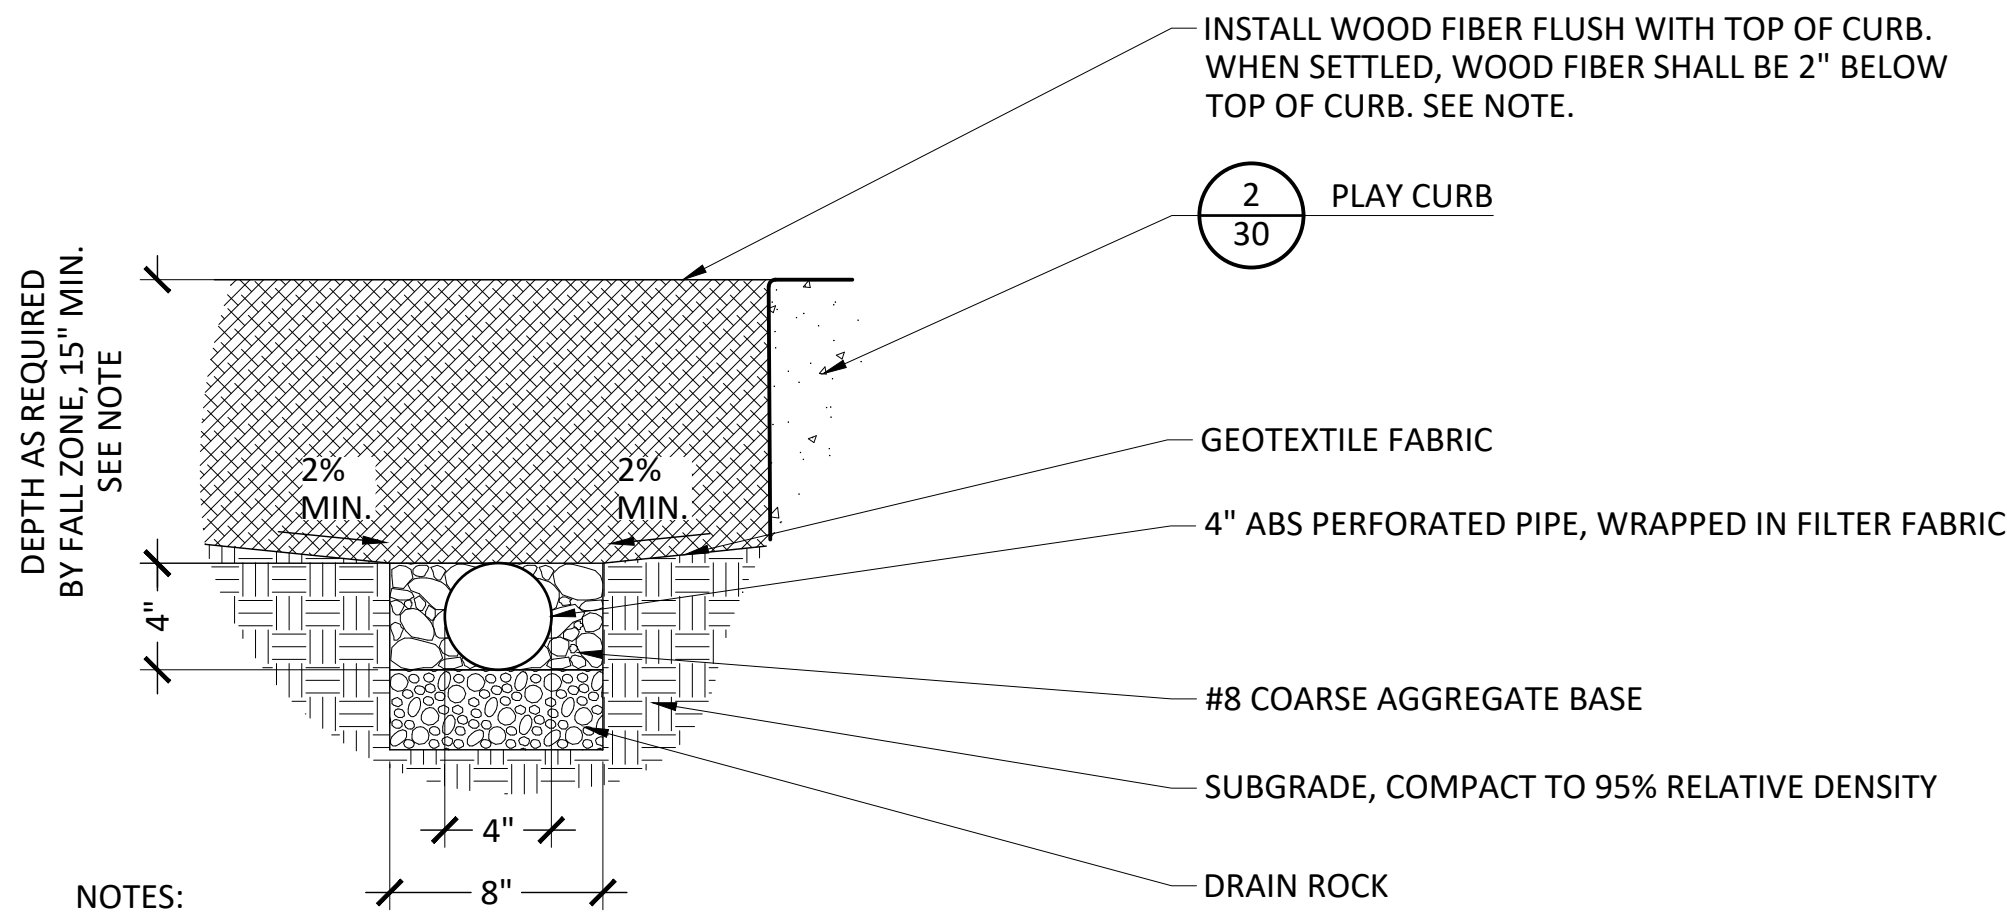 INSTALL WOOD FIBER FLUSH WITH TOP OF CURB.
WHEN SETTLED, WOOD FIBER SHALL BE 2" BELOW
TOP OF CURB. SEE NOTE.
2
30
PLAY CURB
DEPTH AS REQUIRED
BY FALL ZONE, 15" MIN.
SEE NOTE
2%
MIN.
2%
MIN.
GEOTEXTILE FABRIC
4" ABS PERFORATED PIPE, WRAPPED IN FILTER FABRIC
4"
#8 COARSE AGGREGATE BASE
SUBGRADE, COMPACT TO 95% RELATIVE DENSITY
4"
8"
DRAIN ROCK
NOTES: